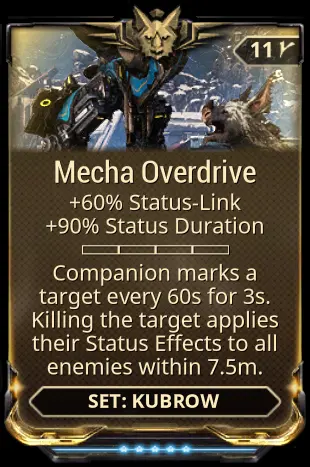 11
Mecha Overdrive
+60% Status-Link
+90% Status Duration
Companion marks a
target every 60s for 3s.
Killing the target applies
their Status Effects to all
enemies within 7.5m.
SET: KUBROW